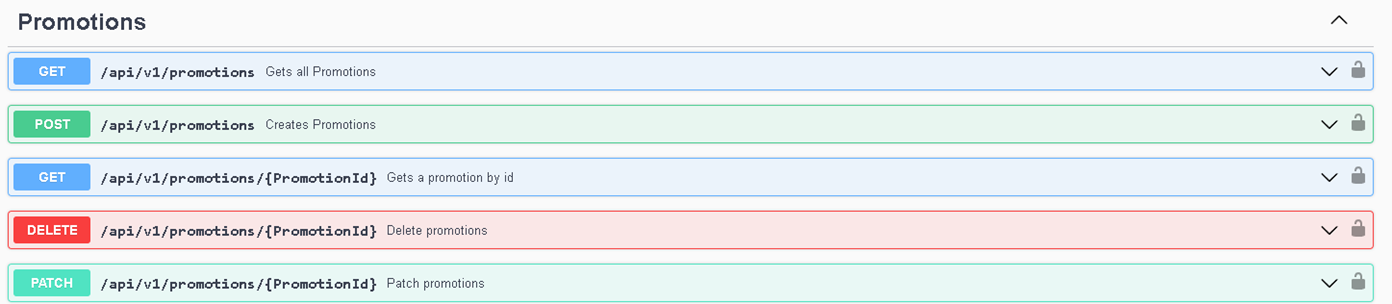 Promotions
GET /api/v1/promotions Gets all Promotions
POST /api/v1/promotions Creates Promotions
GET /api/v1/promotions/{PromotionId} Gets a promotion by id
DELETE /api/v1/promotions/{PromotionId} Delete promotions
PATCH /api/v1/promotions/{PromotionId} Patch promotions